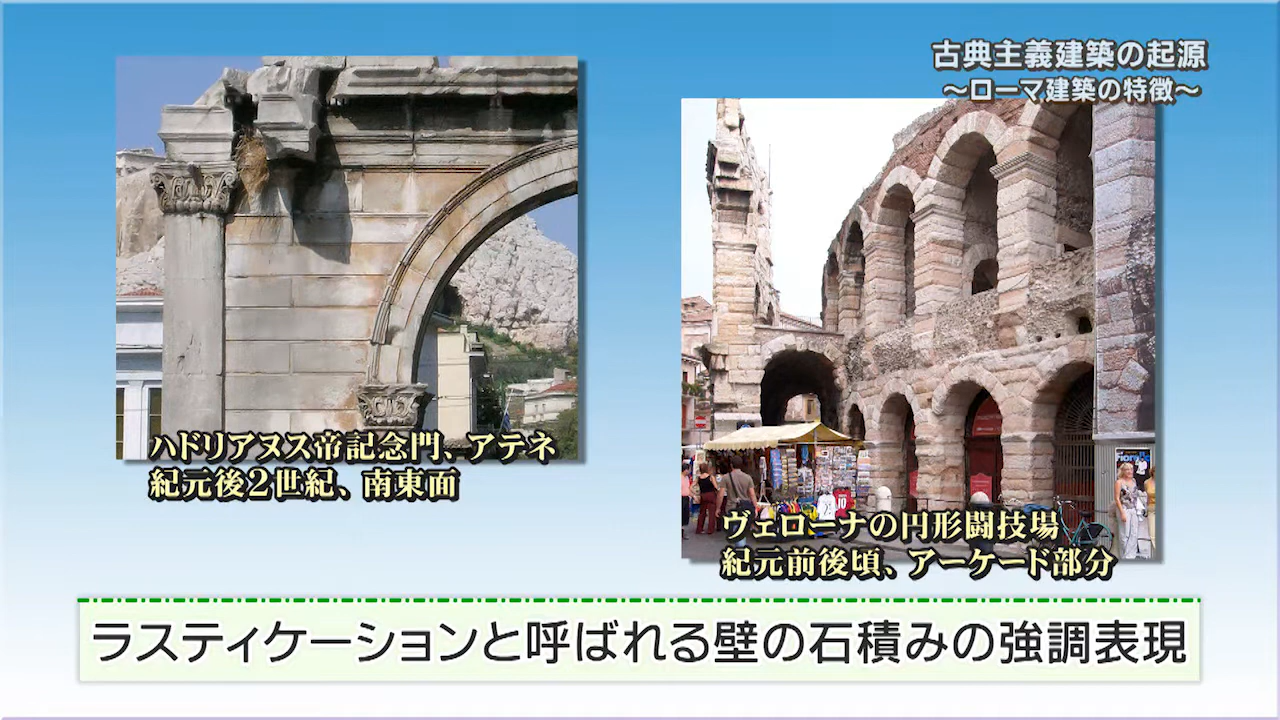 古典主義建築の起源
～ローマ建築の特徴～
ハドリアヌス帝記念門、アテネ
紀元後2世紀、南東面
ヴェローナの円形闘技場
紀元前後頃、アーケード部分
ラスティケーションと呼ばれる壁の石積みの強調表現